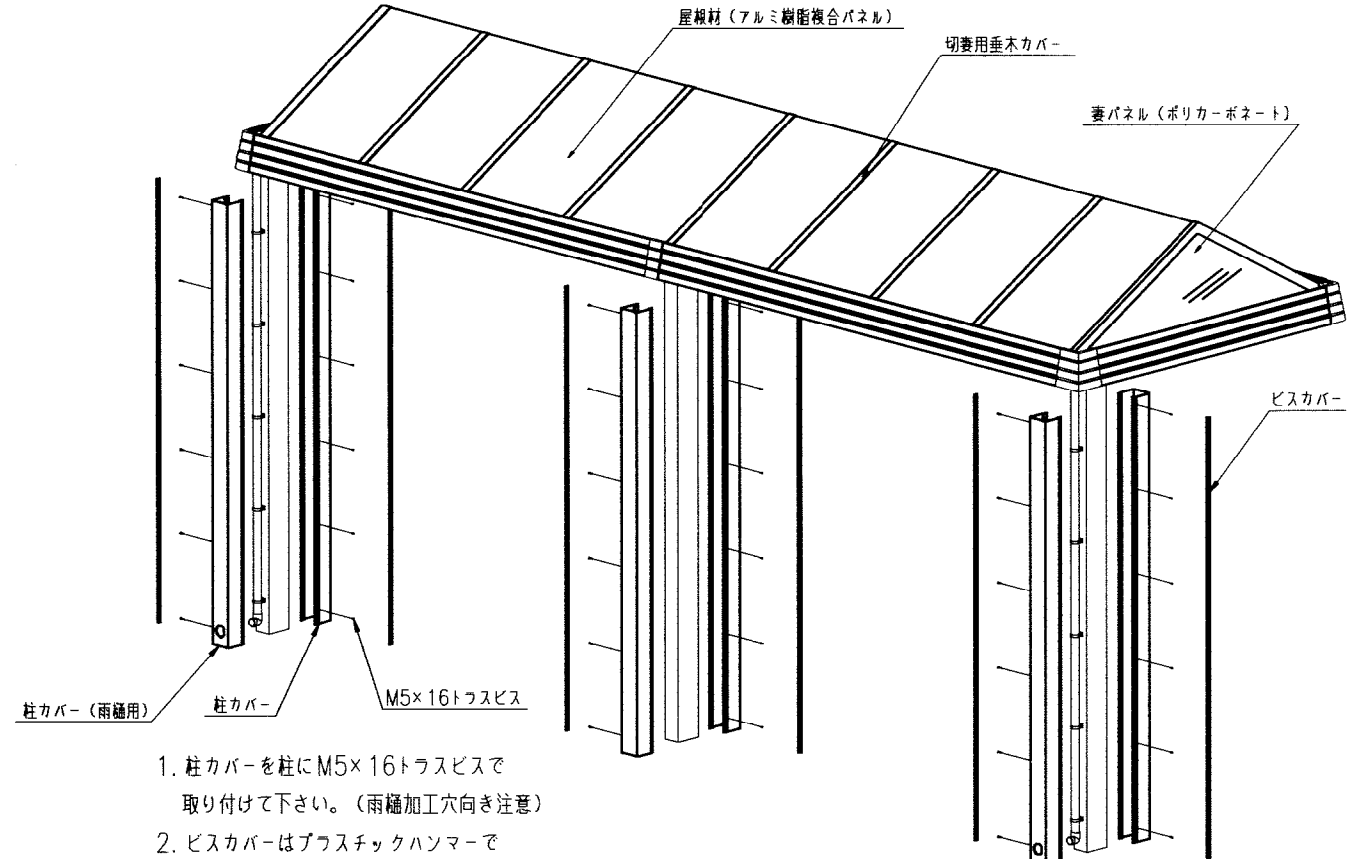 屋根材（アルミ樹脂複合パネル）
切妻用垂木カバー
妻パネル（ポリカーボネート）
ビスカバー
柱カバー（雨樋用）
柱カバー
M5×16トラスビス
1. 柱カバーを柱にM5×16トラスビスで
取り付けて下さい。（雨樋加工穴向き注意）
2. ビスカバーはプラスチックハンマーで